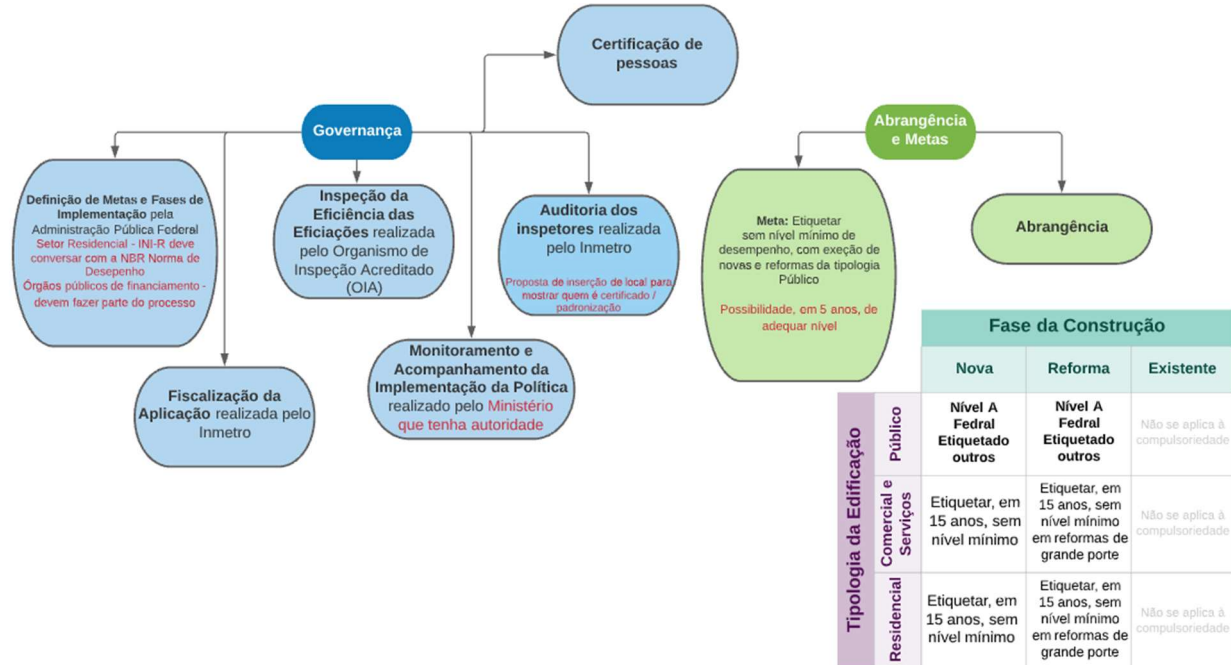 Certificação de
pessoas
Governança
Abrangência
e Metas
Definição de Metas e Fases de
Implementação pela
Administração Pública Federal
Setor Residencial - INI-R deve
conversar com a NBR Norma de
Desepenho
Órgãos públicos de financiamento -
devem fazer parte do processo
Inspeção da
Eficiência das
Eficiações realizada
pelo Organismo de
Inspeção Acreditado
(OIA)
Auditoria dos
inspetores realizada
pelo Inmetro
Proposta de inserção de local para
mostrar quem é certificado /
padronização
Meta: Etiquetar
sem nível mínimo de
desempenho, com exeção de
novas e reformas da tipologia
Público
Possibilidade, em 5 anos, de
adequar nível
Abrangência
Fiscalização da
Aplicação realizada pelo
Inmetro
Monitoramento e
Acompanhamento da
Implementação da Política
realizado pelo Ministério
que tenha autoridade
Fase da Construção
Nova
Reforma
Existente
Tipologia da Edificação
Público
Nível A
Fedral
Etiquetado
outros
Nível A
Fedral
Etiquetado
outros
Não se aplica à
compulsoriedade
Comercial e
Serviços
Etiquetar, em
15 anos, sem
nível mínimo
Etiquetar, em
15 anos, sem
nível mínimo
em reformas de
grande porte
Não se aplica à
compulsoriedade
Residencial
Etiquetar, em
15 anos, sem
nível mínimo
Etiquetar, em
15 anos, sem
nível mínimo
em reformas de
grande porte
Não se aplica à
compulsoriedade